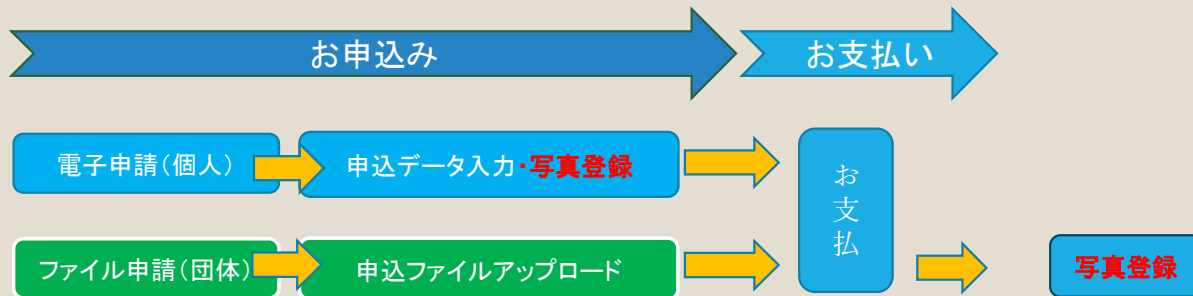 お申込み
お支払い
電子申請(個人)
申込データ入力・写真登録
お支払
ファイル申請(団体)
申込ファイルアップロード
写真登録